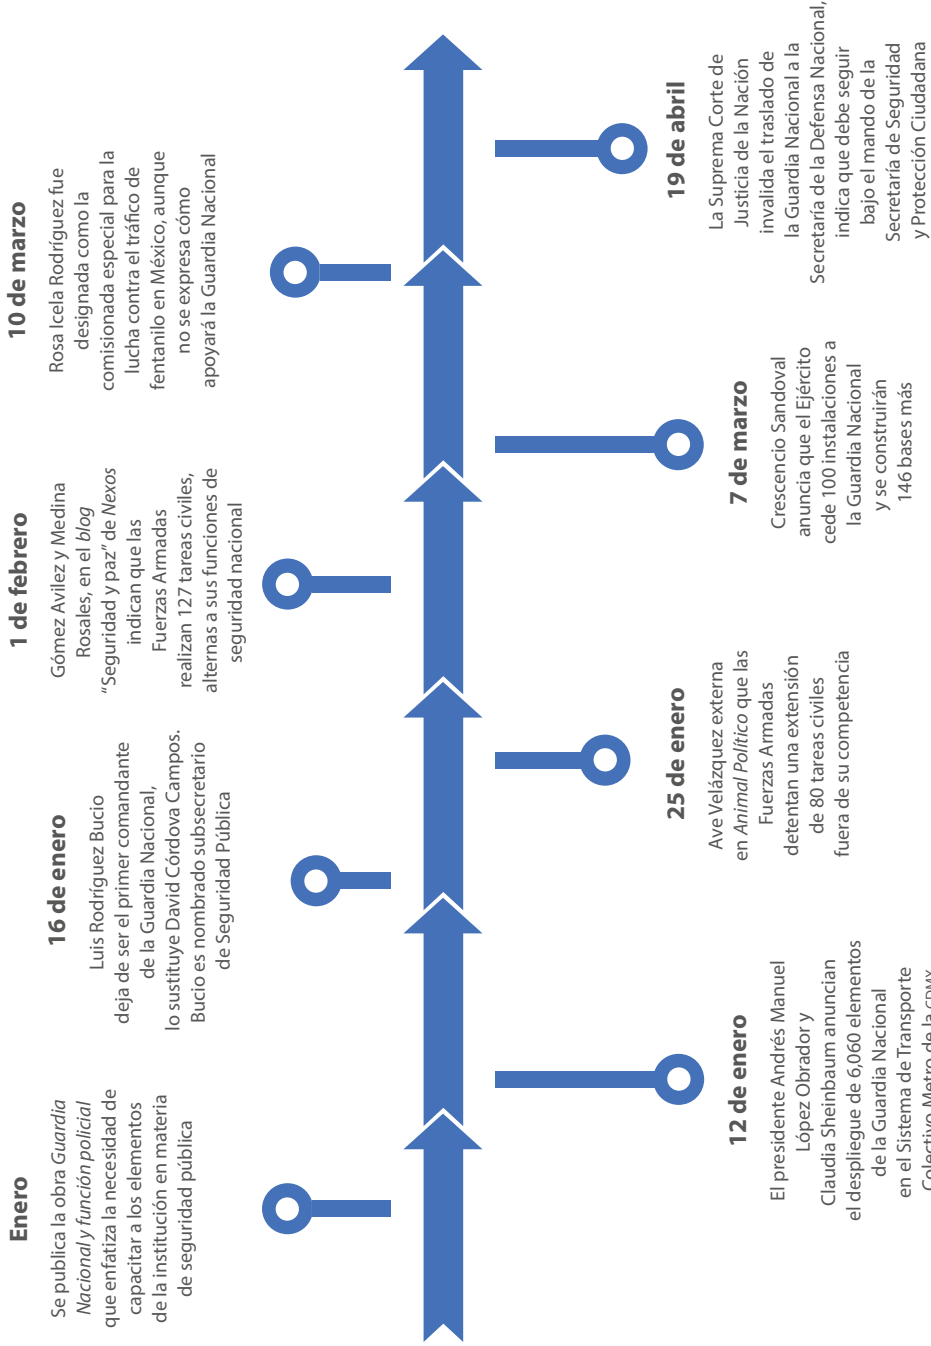 Enero
Se publica la obra Guardia
Nacional y función policial
que enfatiza la necesidad de
capacitar a los elementos
de la institución en materia
de seguridad pública
12 de enero
El presidente Andrés Manuel
López Obrador y
Claudia Sheinbaum anuncian
el despliegue de 6,060 elementos
de la Guardia Nacional
en el Sistema de Transporte
Colectivo Metro de la CDMX
16 de enero
Luis Rodríguez Bucio
deja de ser el primer comandante
de la Guardia Nacional,
lo sustituye David Córdova Campos.
Bucio es nombrado subsecretario
de Seguridad Pública
25 de enero
Ave Velázquez externa
en Animal Político que las
Fuerzas Armadas
detentan una extensión
de 80 tareas civiles
fuera de su competencia
1 de febrero
Gómez Avilez y Medina
Rosales, en el blog
“Seguridad y paz” de Nexos
indican que las
Fuerzas Armadas
realizan 127 tareas civiles,
alternas a sus funciones de
seguridad nacional
7 de marzo
Crescencio Sandoval
anuncia que el Ejército
cede 100 instalaciones a
la Guardia Nacional
y se construirán
146 bases más
10 de marzo
Rosa Icela Rodríguez fue
designada como la
comisionada especial para la
lucha contra el tráfico de
fentanilo en México, aunque
no se expresa cómo
apoyará la Guardia Nacional
19 de abril
La Suprema Corte de
Justicia de la Nación
invalida el traslado de
la Guardia Nacional a la
Secretaría de la Defensa Nacional,
indica que debe seguir
bajo el mando de la
Secretaría de Seguridad
y Protección Ciudadana